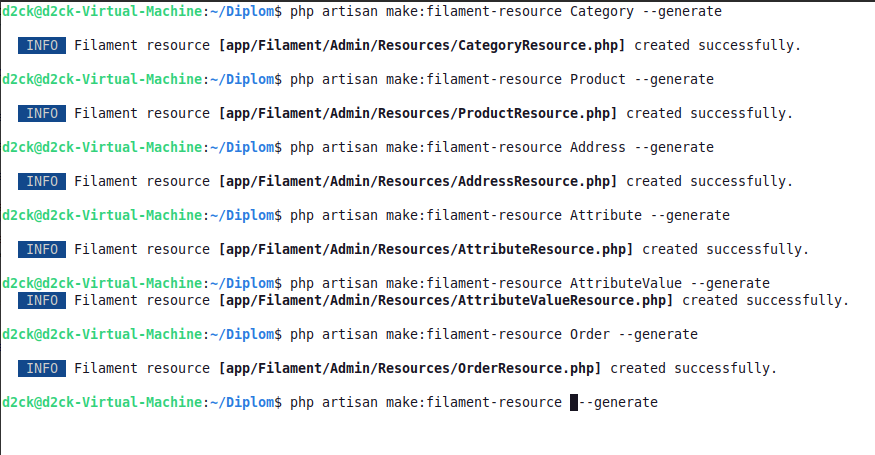 d2ck@d2ck-Virtual-Machine:~/Diplom$ php artisan make:filament-resource Category --generate
INFO Filament resource [app/Filament/Admin/Resources/CategoryResource.php] created successfully.
d2ck@d2ck-Virtual-Machine:~/Diplom$ php artisan make:filament-resource Product --generate
INFO Filament resource [app/Filament/Admin/Resources/ProductResource.php] created successfully.
d2ck@d2ck-Virtual-Machine:~/Diplom$ php artisan make:filament-resource Address --generate
INFO Filament resource [app/Filament/Admin/Resources/AddressResource.php] created successfully.
d2ck@d2ck-Virtual-Machine:~/Diplom$ php artisan make:filament-resource Attribute --generate
INFO Filament resource [app/Filament/Admin/Resources/AttributeResource.php] created successfully.
d2ck@d2ck-Virtual-Machine:~/Diplom$ php artisan make:filament-resource AttributeValue --generate
INFO Filament resource [app/Filament/Admin/Resources/AttributeValueResource.php] created successfully.
d2ck@d2ck-Virtual-Machine:~/Diplom$ php artisan make:filament-resource Order --generate
INFO Filament resource [app/Filament/Admin/Resources/OrderResource.php] created successfully.
d2ck@d2ck-Virtual-Machine:~/Diplom$ php artisan make:filament-resource --generate